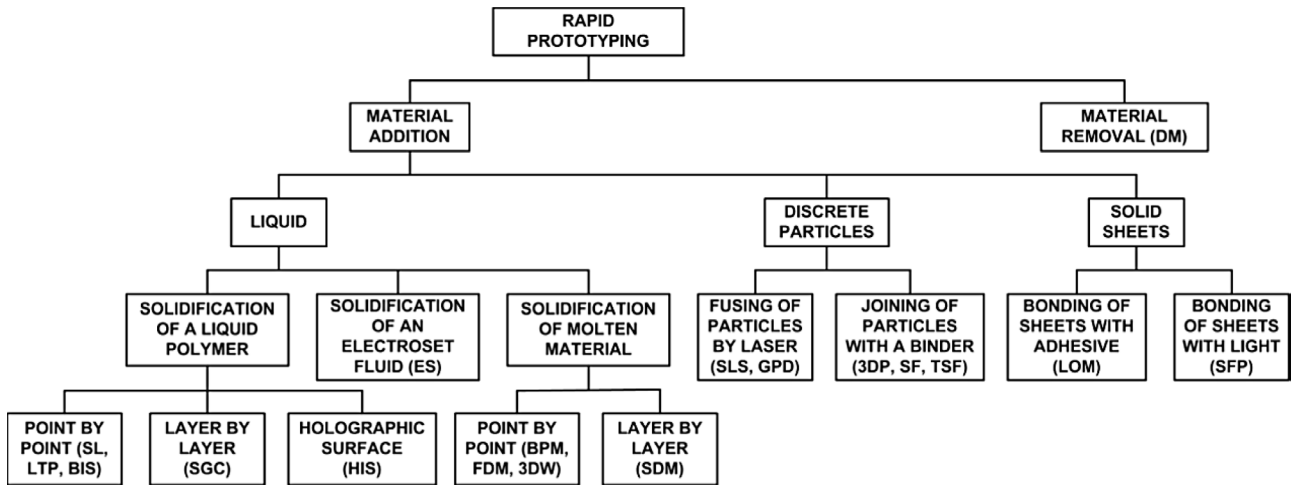 RAPID
PROTOTYPING
MATERIAL
ADDITION
MATERIAL
REMOVAL (DM)
LIQUID
DISCRETE
PARTICLES
SOLID
SHEETS
SOLIDIFICATION
OF A LIQUID
POLYMER
SOLIDIFICATION
OF AN
ELECTROSET
FLUID (ES)
SOLIDIFICATION
OF MOLTEN
MATERIAL
FUSING OF
PARTICLES
BY LASER
(SLS, GPD)
JOINING OF
PARTICLES
WITH A BINDER
(3DP, SF, TSF)
BONDING OF
SHEETS WITH
ADHESIVE
(LOM)
BONDING
OF SHEETS
WITH LIGHT
(SFP)
POINT BY
POINT (SL,
LTP, BIS)
LAYER BY
LAYER
(SGC)
HOLOGRAPHIC
SURFACE
(HIS)
POINT BY
POINT (BPM,
FDM, 3DW)
LAYER BY
LAYER
(SDM)